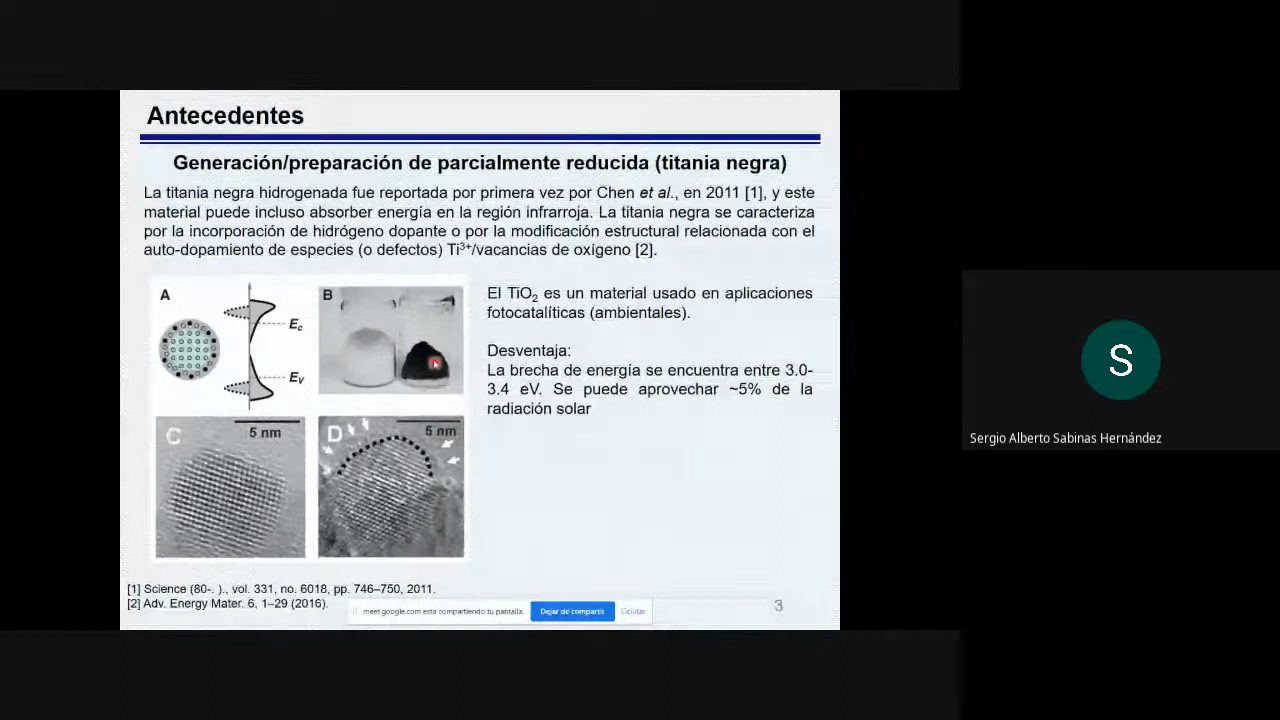 Antecedentes
Generación/preparación de parcialmente reducida (titania negra)
La titania negra hidrogenada fue reportada por primera vez por Chen et al., en 2011 [1], y este
material puede incluso absorber energía en la región infrarroja. La titania negra se caracteriza
por la incorporación de hidrógeno dopante o por la modificación estructural relacionada con el
auto-dopamiento de especies (o defectos) Ti³⁺/vacancias de oxígeno [2].
A
Ec
Ev
B
C
5 nm
D
5 nm
El TiO₂ es un material usado en aplicaciones
fotocatalíticas (ambientales).
Desventaja:
La brecha de energía se encuentra entre 3.0-
3.4 eV. Se puede aprovechar ~5% de la
radiación solar
[1] Science (80-. )., vol. 331, no. 6018, pp. 746–750, 2011.
[2] Adv. Energy Mater. 6, 1–29 (2016).
meet.google.com está compartiendo tu pantalla.
Dejar de compartir
Ocultar
3
S
Sergio Alberto Sabinas Hernández